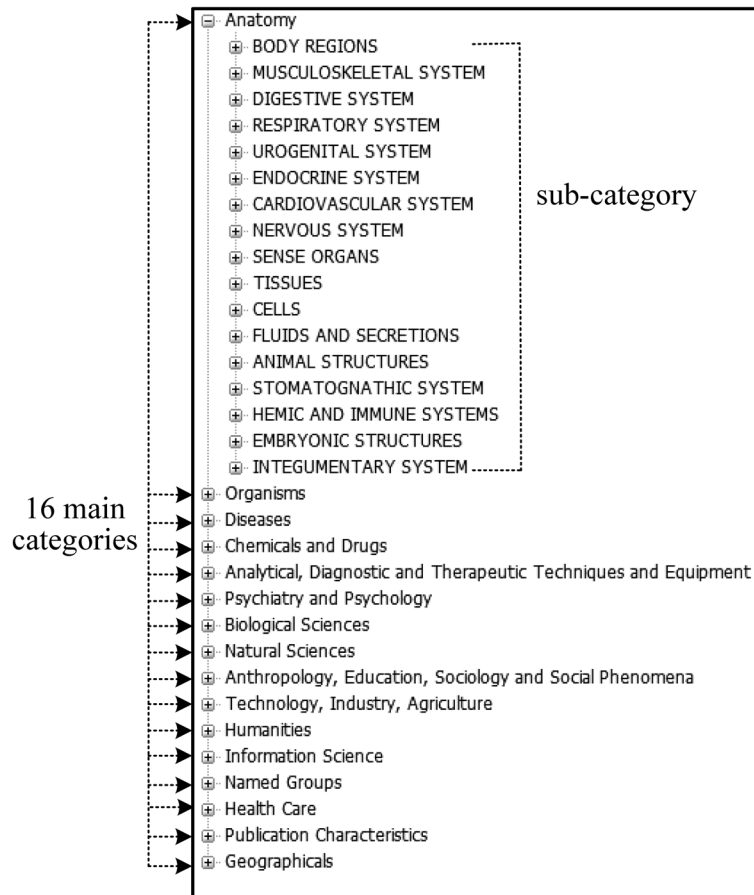 Anatomy
BODY REGIONS
MUSCULOSKELETAL SYSTEM
DIGESTIVE SYSTEM
RESPIRATORY SYSTEM
UROGENITAL SYSTEM
ENDOCRINE SYSTEM
CARDIOVASCULAR SYSTEM
NERVOUS SYSTEM
SENSE ORGANS
TISSUES
CELLS
FLUIDS AND SECRETIONS
ANIMAL STRUCTURES
STOMATOGNATHIC SYSTEM
HEMIC AND IMMUNE SYSTEMS
EMBRYONIC STRUCTURES
INTEGUMENTARY SYSTEM
sub-category
16 main
categories
Organisms
Diseases
Chemicals and Drugs
Analytical, Diagnostic and Therapeutic Techniques and Equipment
Psychiatry and Psychology
Biological Sciences
Natural Sciences
Anthropology, Education, Sociology and Social Phenomena
Technology, Industry, Agriculture
Humanities
Information Science
Named Groups
Health Care
Publication Characteristics
Geographicals